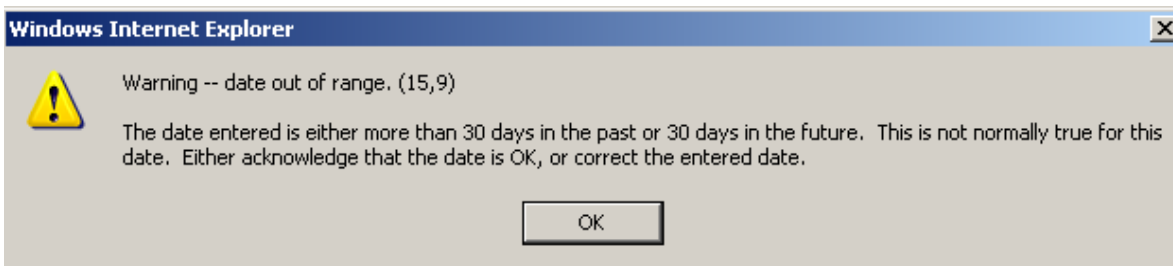 Windows Internet Explorer
Warning -- date out of range. (15,9)
The date entered is either more than 30 days in the past or 30 days in the future.  This is not normally true for this
date.  Either acknowledge that the date is OK, or correct the entered date.
OK